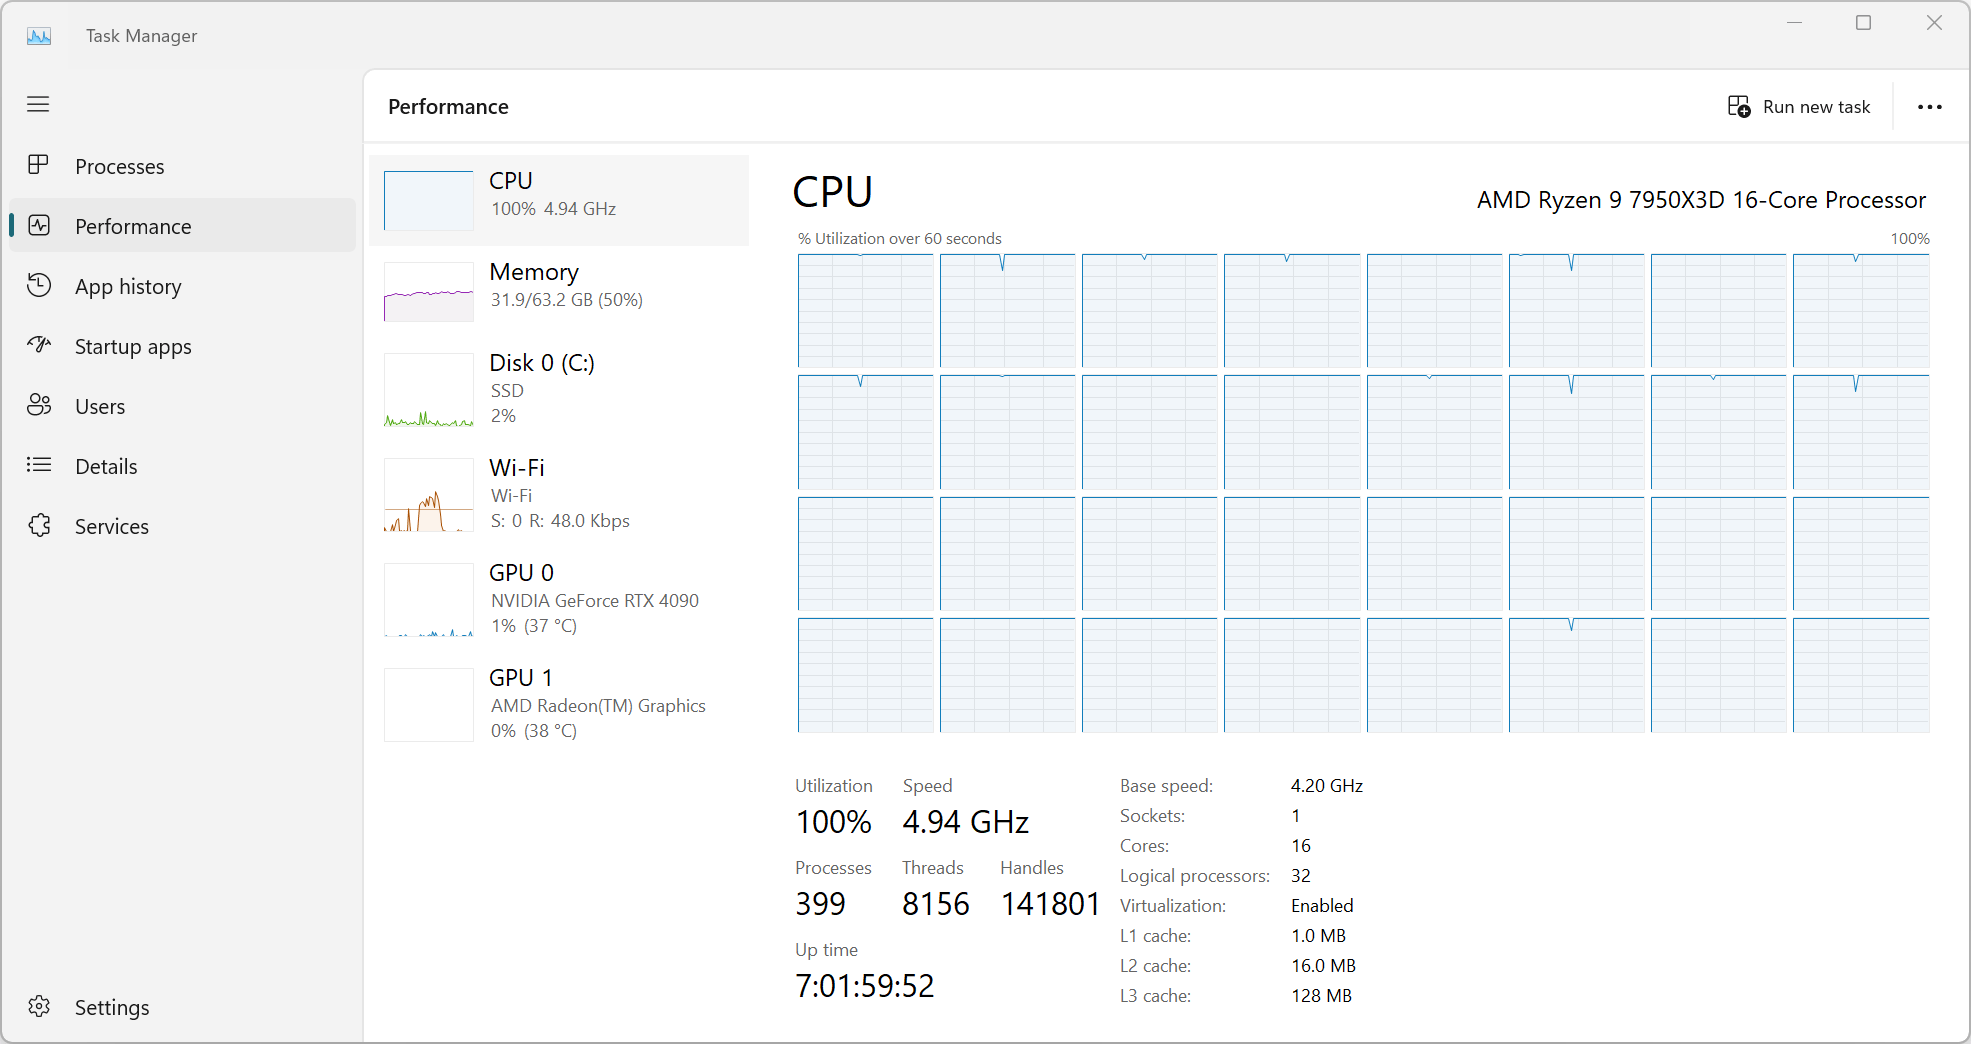 Task Manager
Performance
Run new task
Processes
Performance
App history
Startup apps
Users
Details
Services
Settings
CPU
100% 4.94 GHz
Memory
31.9/63.2 GB (50%)
Disk 0 (C:)
SSD
2%
Wi-Fi
Wi-Fi
S: 0 R: 48.0 Kbps
GPU 0
NVIDIA GeForce RTX 4090
1% (37 °C)
GPU 1
AMD Radeon(TM) Graphics
0% (38 °C)
CPU
AMD Ryzen 9 7950X3D 16-Core Processor
% Utilization over 60 seconds
100%
Utilization Speed
100% 4.94 GHz
Processes Threads Handles
399 8156 141801
Up time
7:01:59:52
Base speed: 4.20 GHz
Sockets: 1
Cores: 16
Logical processors: 32
Virtualization: Enabled
L1 cache: 1.0 MB
L2 cache: 16.0 MB
L3 cache: 128 MB